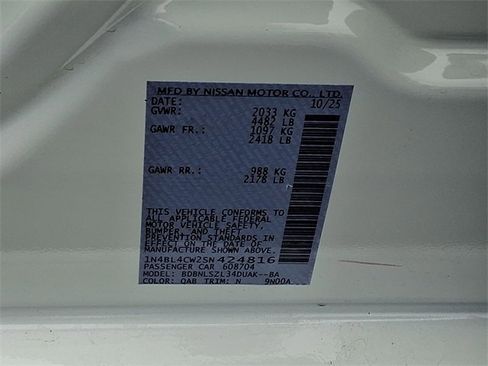 MFD BY NISSAN MOTOR CO., LTD.
DATE: 10/25
GVWR: 2033 KG
4482 LB
GAWR FR.: 1097 KG
2418 LB
GAWR RR.: 988 KG
2178 LB
THIS VEHICLE CONFORMS TO
ALL APPLICABLE FEDERAL
MOTOR VEHICLE SAFETY,
BUMPER, AND THEFT
PREVENTION STANDARDS IN
EFFECT ON THE DATE OF
MANUFACTURE SHOWN ABOVE.
1N4BL4CW2SN424816
PASSENGER CAR 608704
MODEL: BDBNLSZL34DUAK--BA
COLOR: QAB TRIM: N 9N00A